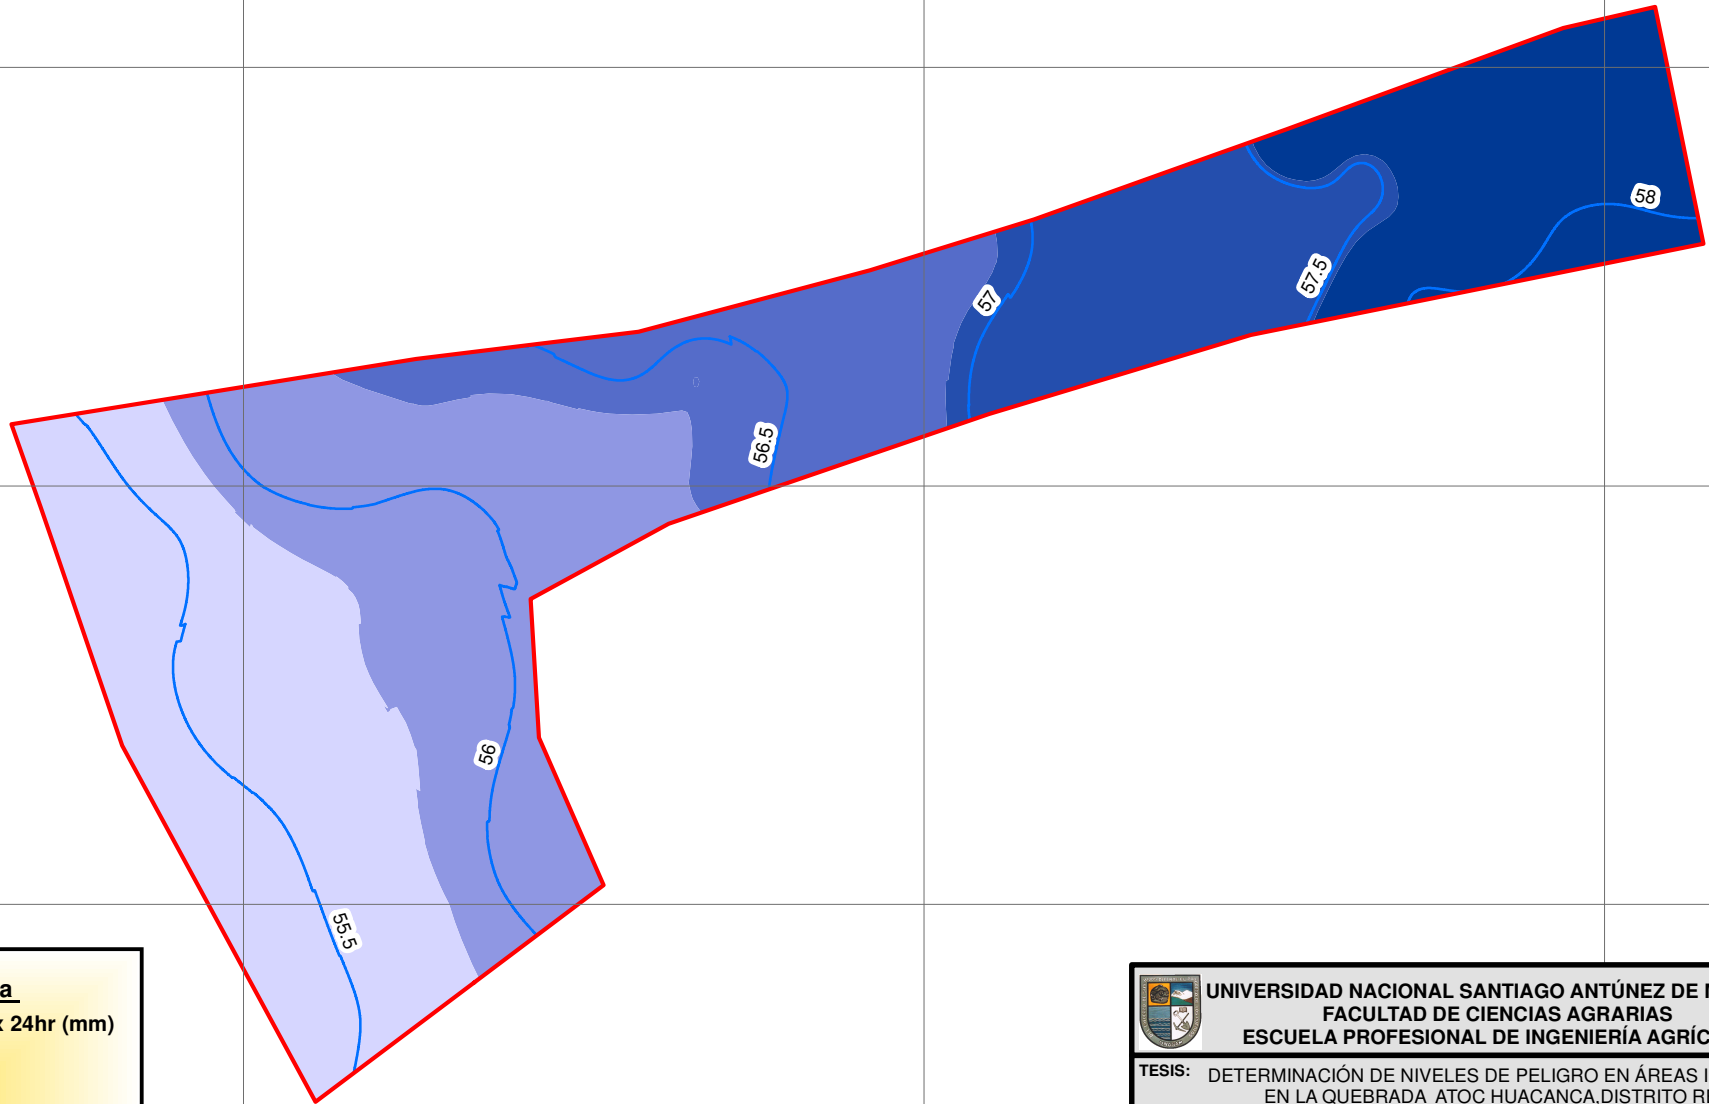 58
57.5
57
56.5
56
55.5
a
24hr (mm)
UNIVERSIDAD NACIONAL SANTIAGO ANTÚNEZ DE
FACULTAD DE CIENCIAS AGRARIAS
ESCUELA PROFESIONAL DE INGENIERÍA AGRÍC
TESIS: DETERMINACIÓN DE NIVELES DE PELIGRO EN ÁREAS
EN LA QUEBRADA ATOC HUACANCA,DISTRITO